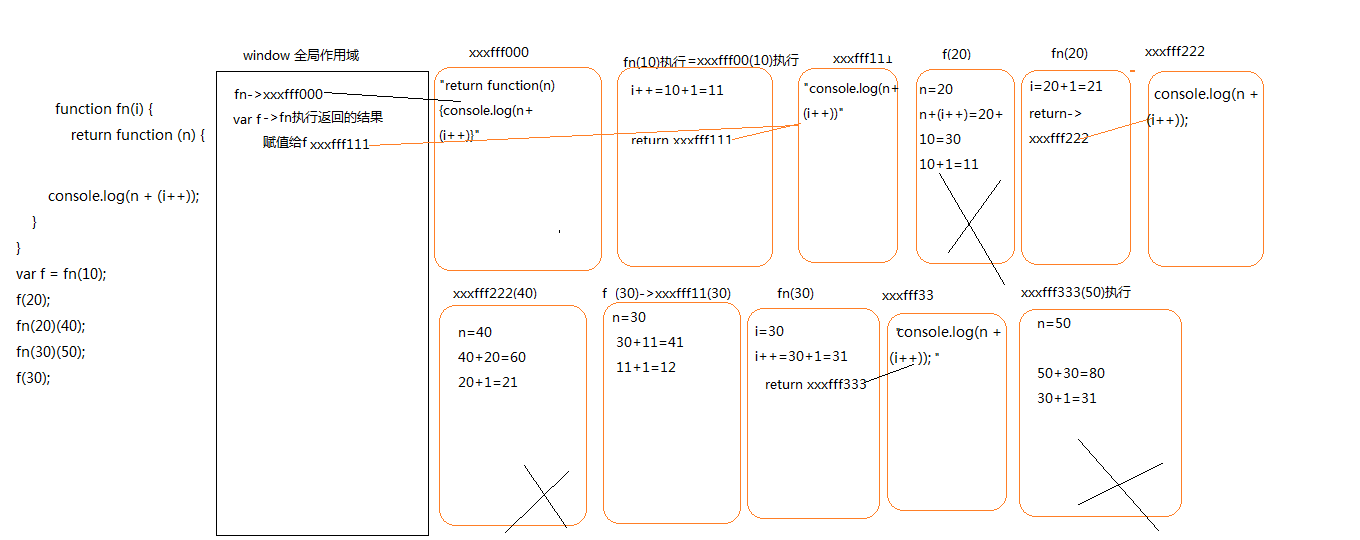 function fn(i) {
return function (n) {
console.log(n + (i++));
}
}
var f = fn(10);
f(20);
fn(20)(40);
fn(30)(50);
f(30);
window 全局作用域
fn->xxxfff000
var f->fn执行返回的结果
赋值给f xxxfff111
xxxfff000
"return function(n)
{console.log(n+
(i++)}"
fn(10)执行=xxxfff00(10)执行
i++=10+1=11
return xxxfff111
xxxfff111
"console.log(n+
(i++))"
f(20)
n=20
n+(i++)=20+
10=30
10+1=11
fn(20)
i=20+1=21
return->
xxxfff222
xxxfff222
console.log(n +
(i++));
xxxfff222(40)
n=40
40+20=60
20+1=21
f (30)->xxxfff11(30)
n=30
30+11=41
11+1=12
fn(30)
i=30
i++=30+1=31
return xxxfff333
xxxfff33
"console.log(n +
(i++)); "
xxxfff333(50)执行
n=50
50+30=80
30+1=31